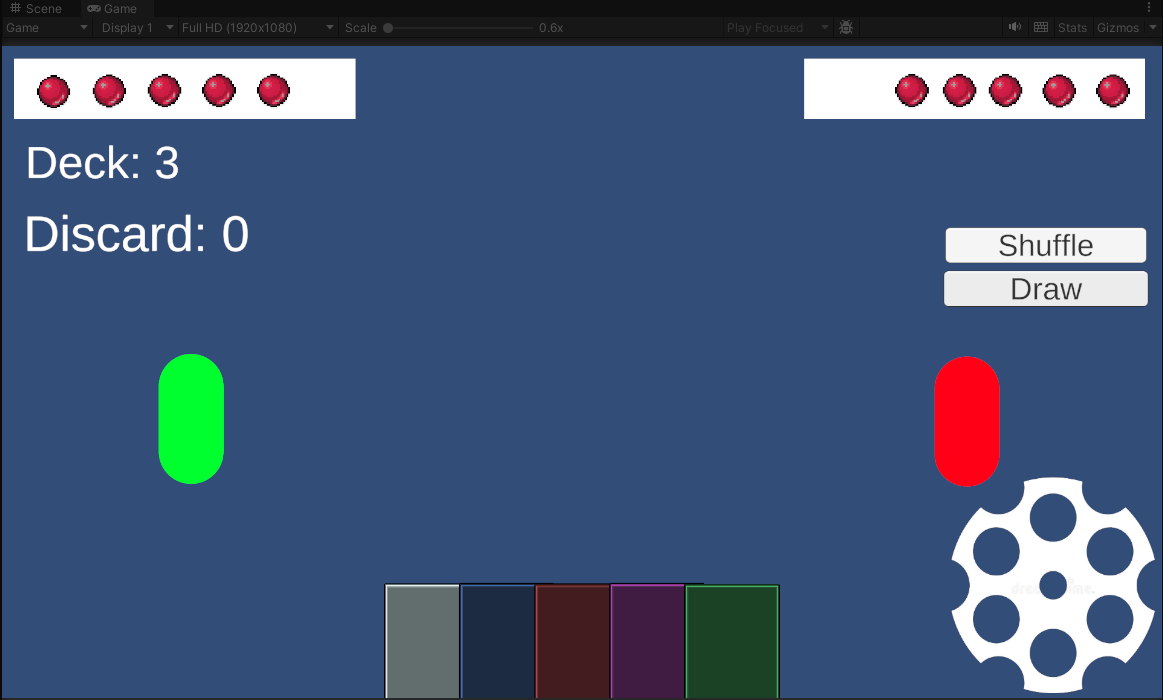 Scene Game
Game Display 1 Full HD (1920x1080) Scale 0.6x Play Focused Stats Gizmos
Deck: 3
Discard: 0
Shuffle
Draw